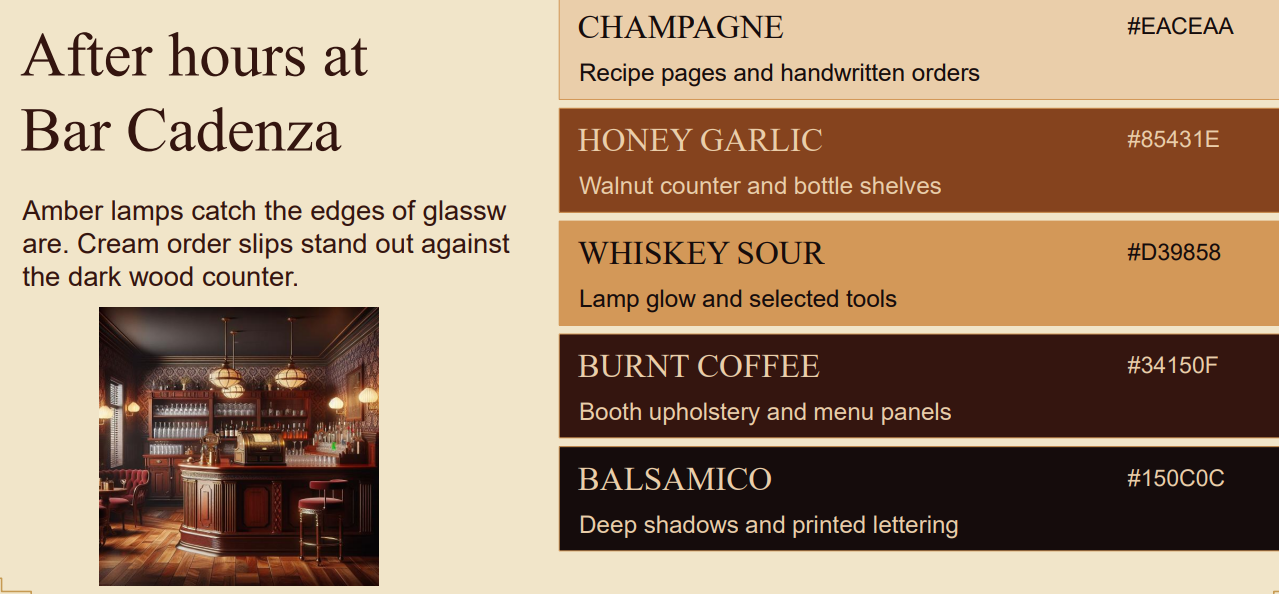 After hours at
Bar Cadenza
Amber lamps catch the edges of glassw
are. Cream order slips stand out against
the dark wood counter.
CHAMPAGNE
#EACEAA
Recipe pages and handwritten orders
HONEY GARLIC
#85431E
Walnut counter and bottle shelves
WHISKEY SOUR
#D39858
Lamp glow and selected tools
BURNT COFFEE
#34150F
Booth upholstery and menu panels
BALSAMICO
#150C0C
Deep shadows and printed lettering